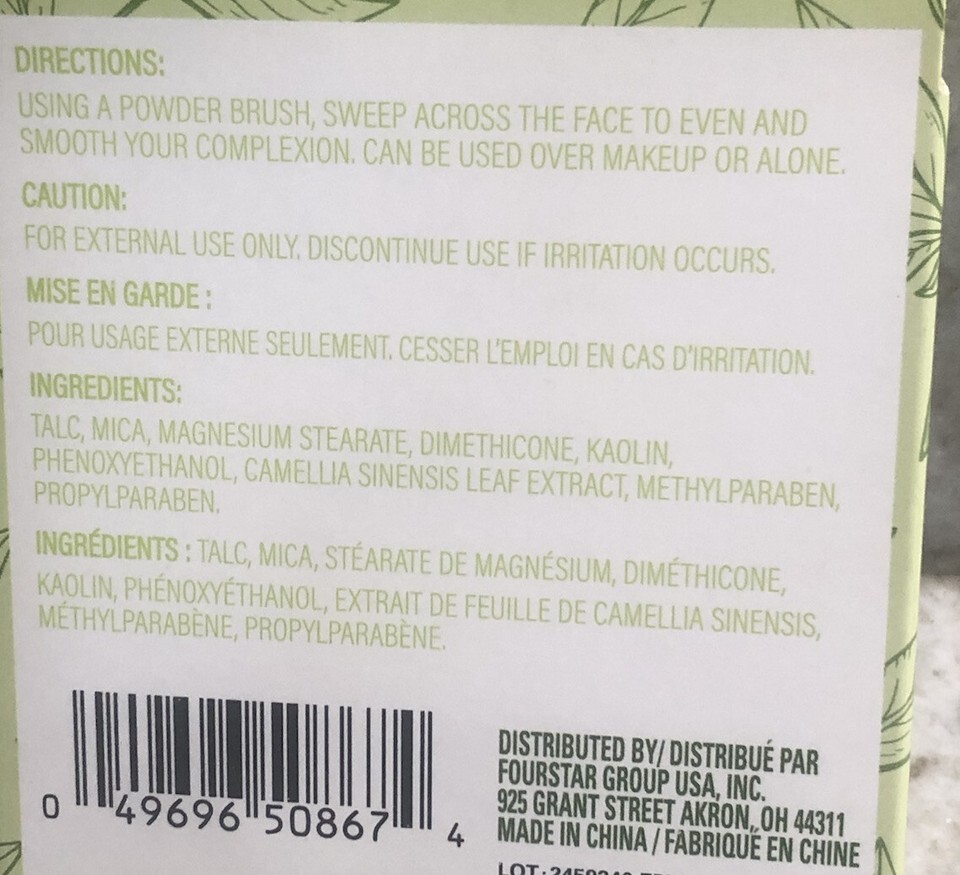 DIRECTIONS:
USING A POWDER BRUSH, SWEEP ACROSS THE FACE TO EVEN AND
SMOOTH YOUR COMPLEXION. CAN BE USED OVER MAKEUP OR ALONE.
CAUTION:
FOR EXTERNAL USE ONLY. DISCONTINUE USE IF IRRITATION OCCURS.
MISE EN GARDE :
POUR USAGE EXTERNE SEULEMENT. CESSER L'EMPLOI EN CAS D'IRRITATION.
INGREDIENTS:
TALC, MICA, MAGNESIUM STEARATE, DIMETHICONE, KAOLIN,
PHENOXYETHANOL, CAMELLIA SINENSIS LEAF EXTRACT, METHYLPARABEN,
PROPYLPARABEN.
INGRÉDIENTS : TALC, MICA, STÉARATE DE MAGNÉSIUM, DIMÉTHICONE,
KAOLIN, PHÉNOXYÉTHANOL, EXTRAIT DE FEUILLE DE CAMELLIA SINENSIS,
MÉTHYLPARABÈNE, PROPYLPARABÈNE.
0 49696 50867 4
DISTRIBUTED BY/ DISTRIBUÉ PAR
FOURSTAR GROUP USA, INC.
925 GRANT STREET AKRON, OH 44311
MADE IN CHINA / FABRIQUÉ EN CHINE
LOT: